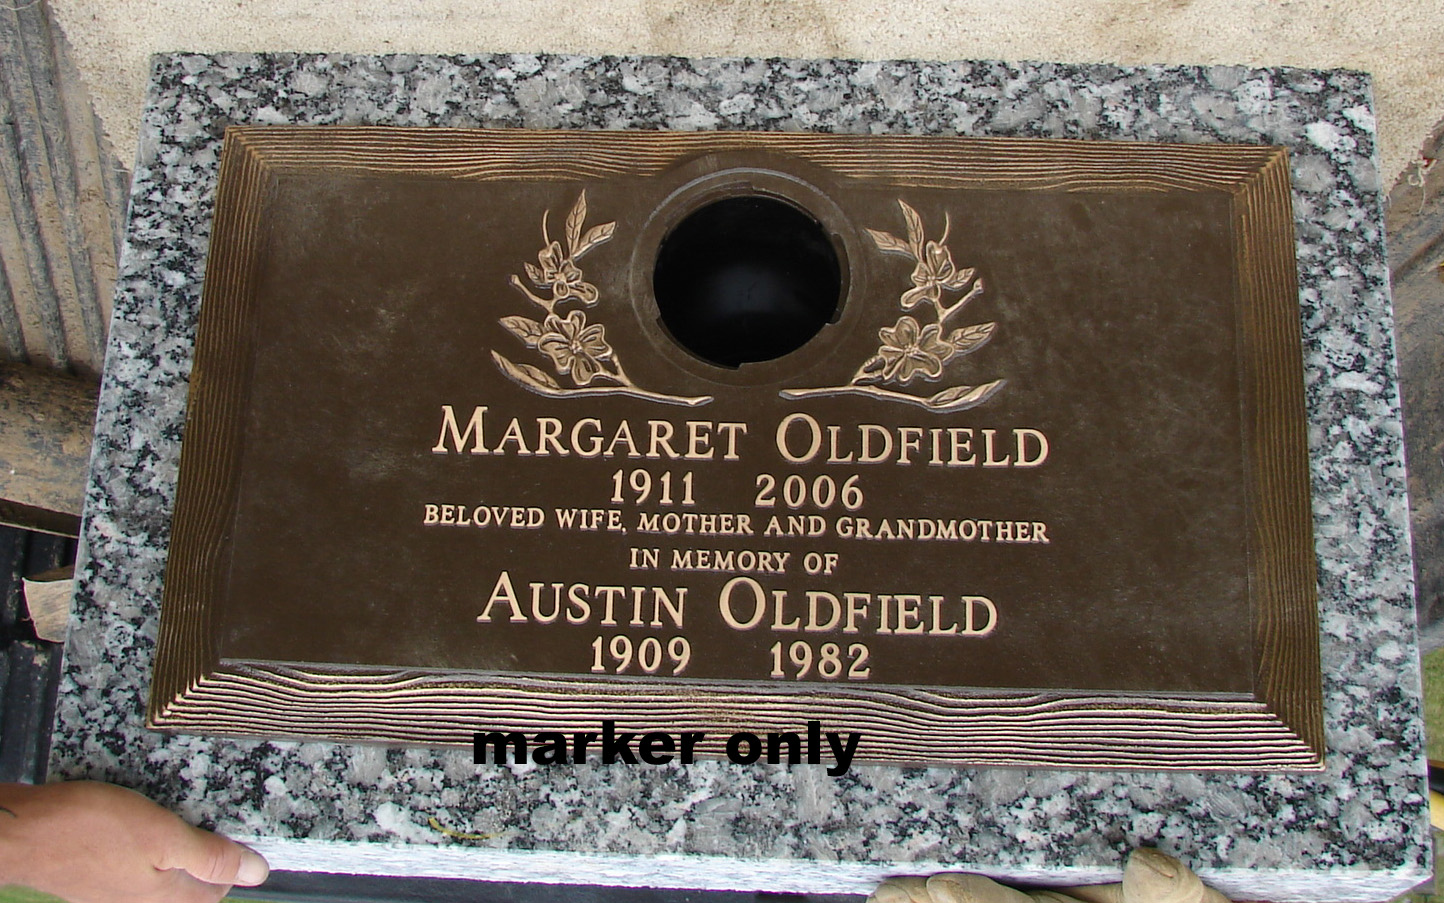 MARGARET OLDFIELD
1911 2006
BELOVED WIFE, MOTHER AND GRANDMOTHER
IN MEMORY OF
AUSTIN OLDFIELD
1909 1982
marker only